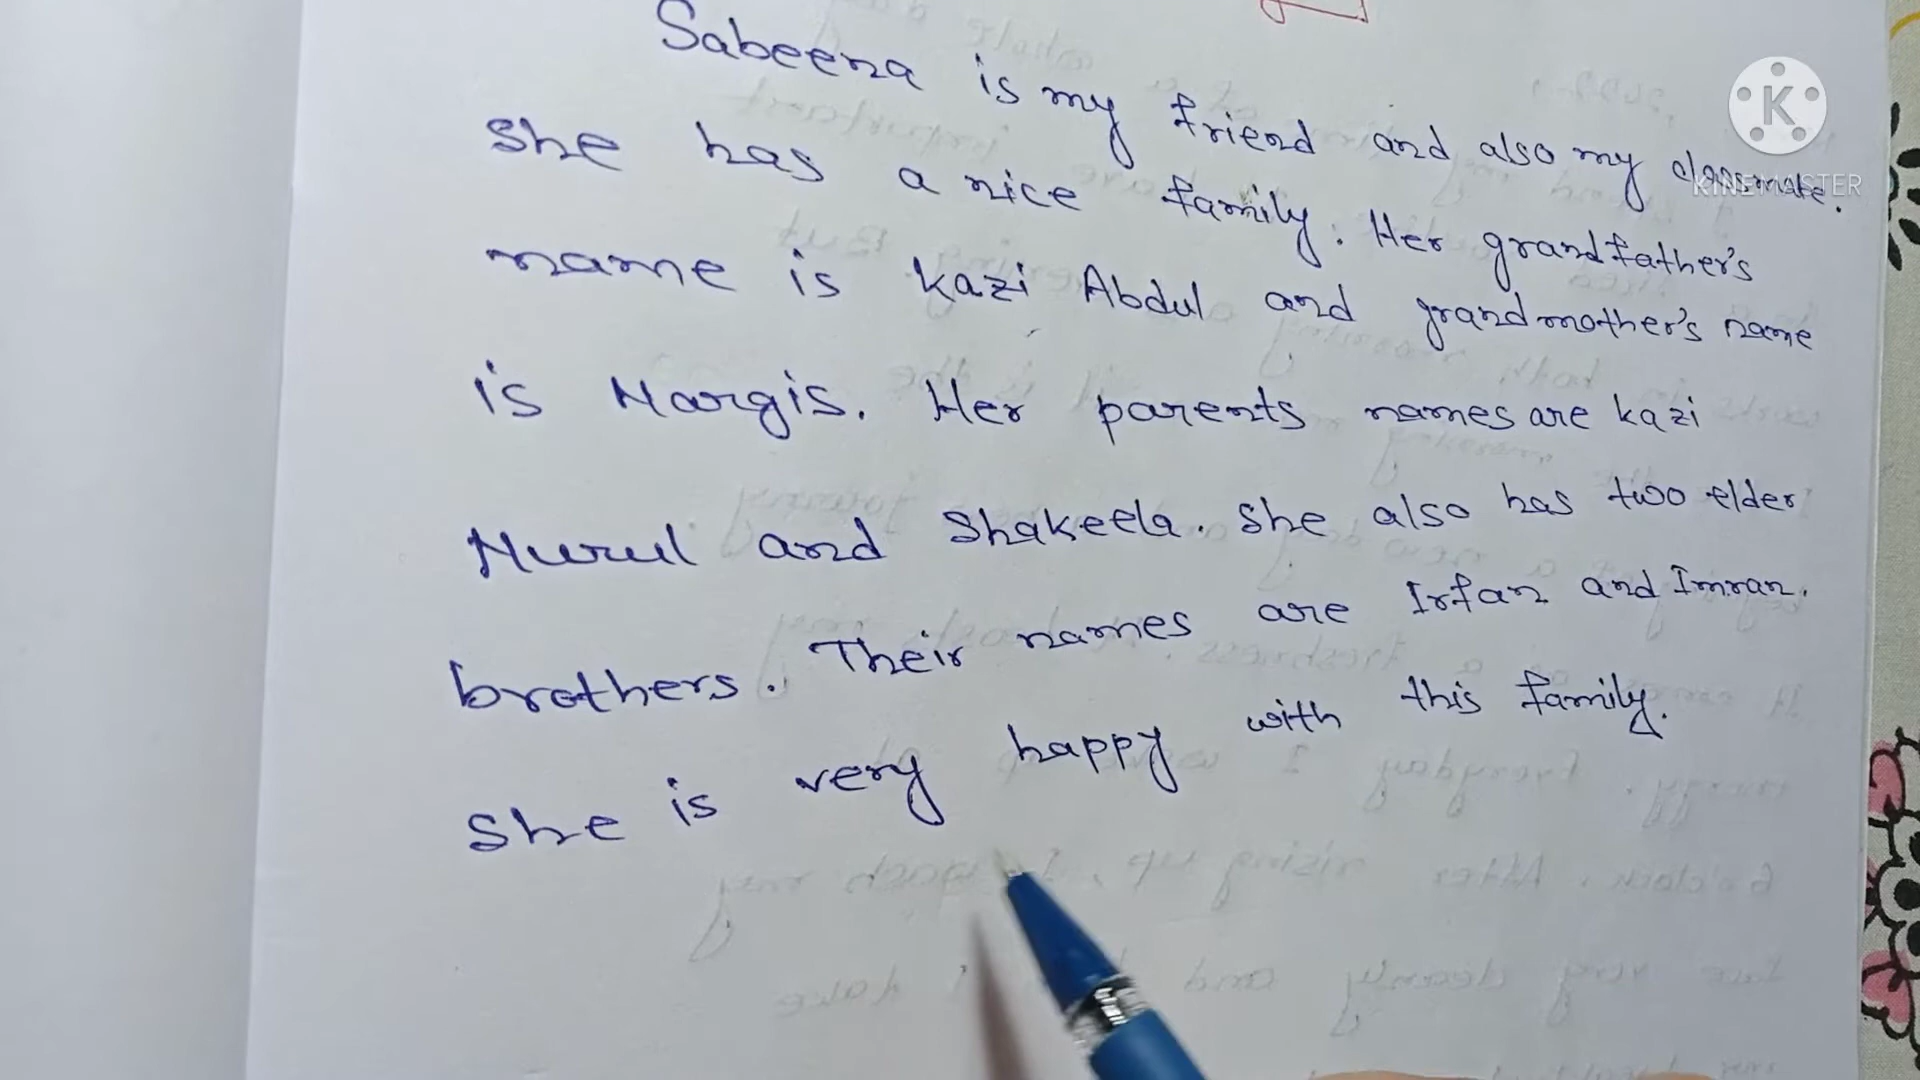 Sabeena is my friend and also my classmate.
She has a nice family. Her grandfather's
name is Kazi Abdul and grandmother's name
is Nargis. Her parents names are Kazi
Nurul and Shakeela. She also has two elder
brothers. Their names are Irfan and Imran.
She is very happy with this family.
K
KINEMASTER